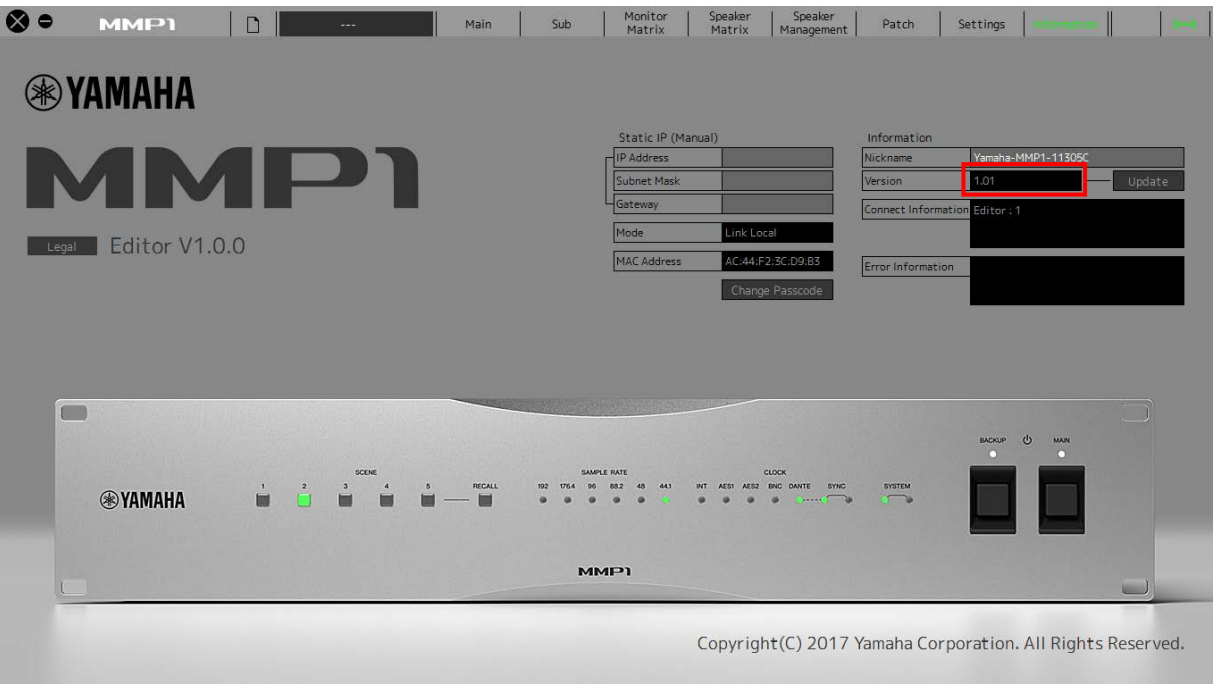 MMP1
---
Main
Sub
Monitor
Matrix
Speaker
Matrix
Speaker
Management
Patch
Settings
Information
YAMAHA
MMP1
Legal
Editor V1.0.0
Static IP (Manual)
IP Address
Subnet Mask
Gateway
Mode
Link Local
MAC Address
AC:44:F2:3C:D9:B3
Change Passcode
Information
Nickname
Yamaha-MMP1-11305C
Version
1.01
Update
Connect Information
Editor : 1
Error Information
SCENE
1 2 3 4 5 RECALL
SAMPLE RATE
192 176.4 96 88.2 48 44.1
CLOCK
INT AES1 AES2 BNC DANTE SYNC
SYSTEM
BACKUP
MAIN
YAMAHA
MMP1
Copyright(C) 2017 Yamaha Corporation. All Rights Reserved.